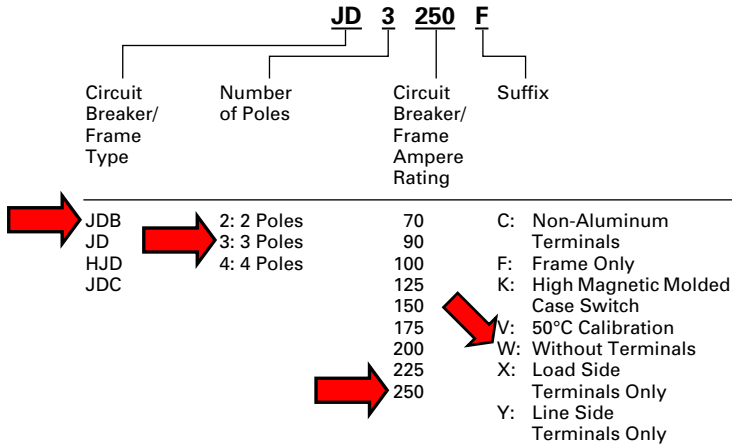 JD 3 250 F
Circuit Breaker/ Frame Type
Number of Poles
Circuit Breaker/ Frame Ampere Rating
Suffix
JDB
JD
HJD
JDC
2: 2 Poles
3: 3 Poles
4: 4 Poles
70
90
100
125
150
175
200
225
250
C: Non-Aluminum
Terminals
F: Frame Only
K: High Magnetic Molded
Case Switch
V: 50°C Calibration
W: Without Terminals
X: Load Side
Terminals Only
Y: Line Side
Terminals Only